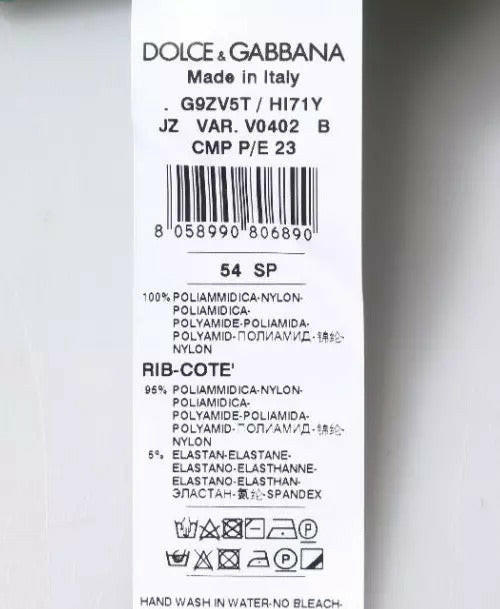 DOLCE & GABBANA
Made in Italy
. G9ZV5T / HI71Y
JZ VAR. V0402 B
CMP P/E 23
8 058990 806890
54 SP
100% POLIAMMIDICA-NYLON-
POLIAMIDICA-
POLYAMIDE-POLIAMIDA-
POLYAMID-ПОЛИАМИД-锦纶-
NYLON
RIB-COTE'
95% POLIAMMIDICA-NYLON-
POLIAMIDICA-
POLYAMIDE-POLIAMIDA-
POLYAMID-ПОЛИАМИД-锦纶-
NYLON
5% ELASTAN-ELASTANE-
ELASTANO-ELASTHANNE-
ELASTANO-ELASTHAN-
ЭЛАСТАН-氨纶-SPANDEX
P
P
HAND WASH IN WATER-NO BLEACH-